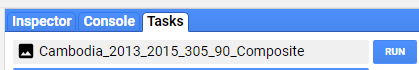 Inspector Console Tasks
Cambodia_2013_2015_305_90_Composite RUN